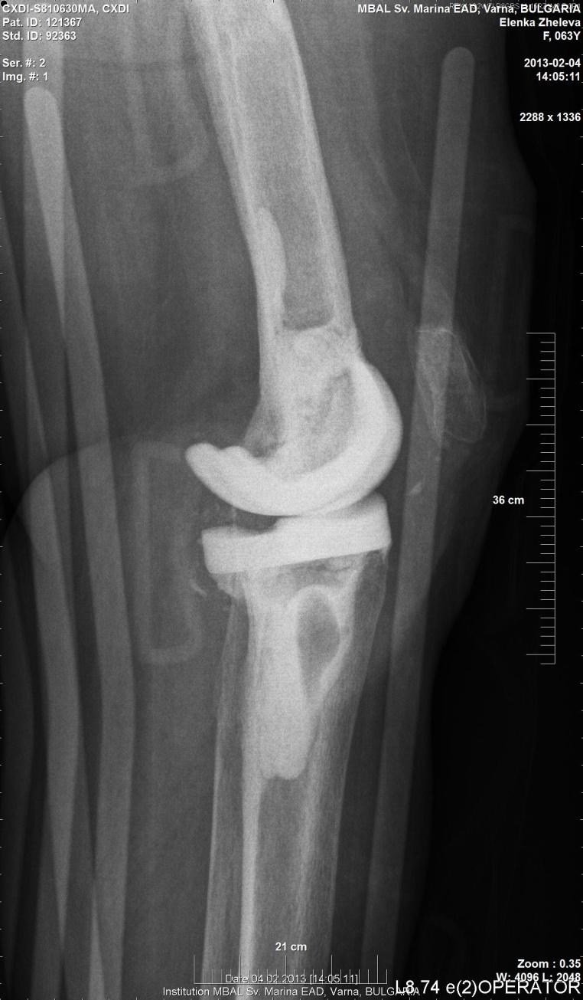 CXDI-S810630MA, CXDI
Pat. ID: 121367
Std. ID: 92363
Ser. #: 2
Img. #: 1
MBAL Sv. Marina EAD, Varna, BULGARIA
Elenka Zheleva
F, 063Y
2013-02-04
14:05:11
2288 x 1336
36 cm
21 cm
Zoom : 0.35
W: 4096 L: 2048
Date:04.02.2013 [14:05:11]
L8,74 e(2)OPERATOR
Institution MBAL Sv. Marina EAD, Varna, BULGARIA